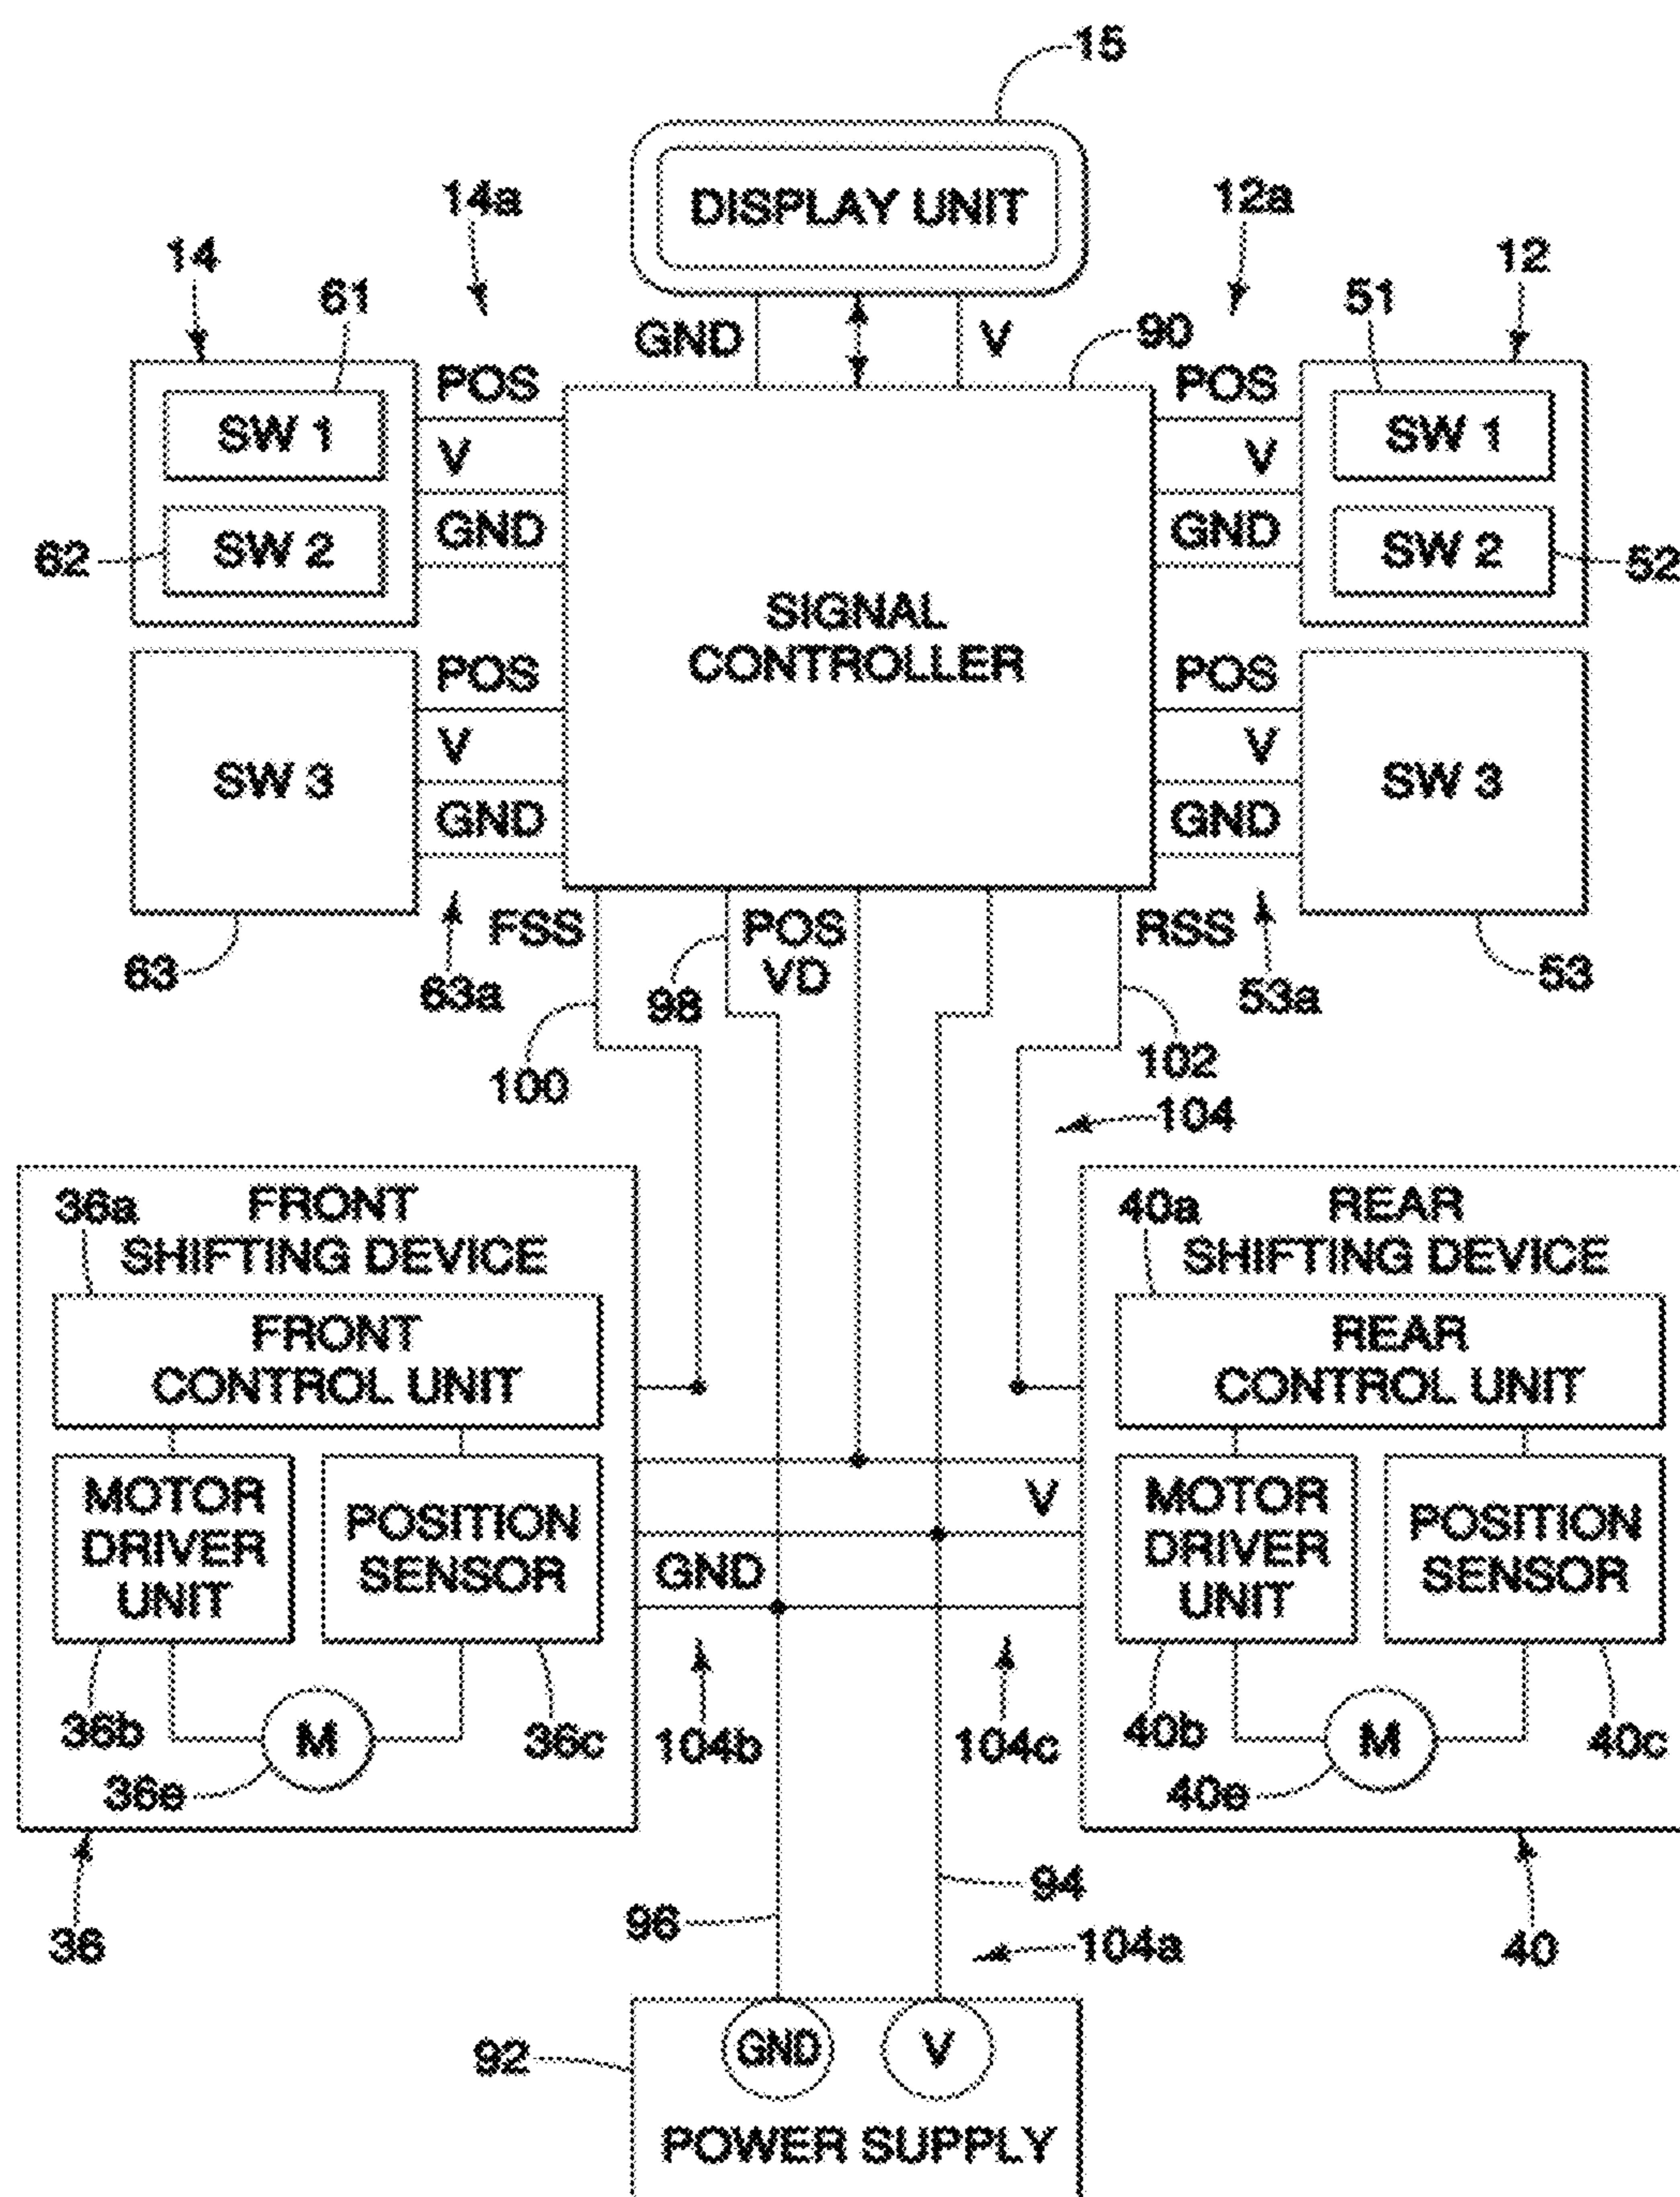 15
DISPLAY UNIT
14a
12a
14
12
61
51
GND
V
90
POS
POS
SW 1
SW 1
V
V
GND
GND
62
SW 2
SW 2
52
SIGNAL
CONTROLLER
POS
POS
V
V
SW 3
SW 3
GND
GND
FSS
POS
VD
RSS
63
63a
98
53a
53
100
102
104
36a
FRONT
SHIFTING DEVICE
40a
REAR
SHIFTING DEVICE
FRONT
CONTROL UNIT
REAR
CONTROL UNIT
MOTOR
DRIVER
UNIT
POSITION
SENSOR
V
GND
MOTOR
DRIVER
UNIT
POSITION
SENSOR
36b
M
36c
36e
104b
104c
40b
M
40c
40e
36
96
94
104a
40
92
GND
V
POWER SUPPLY